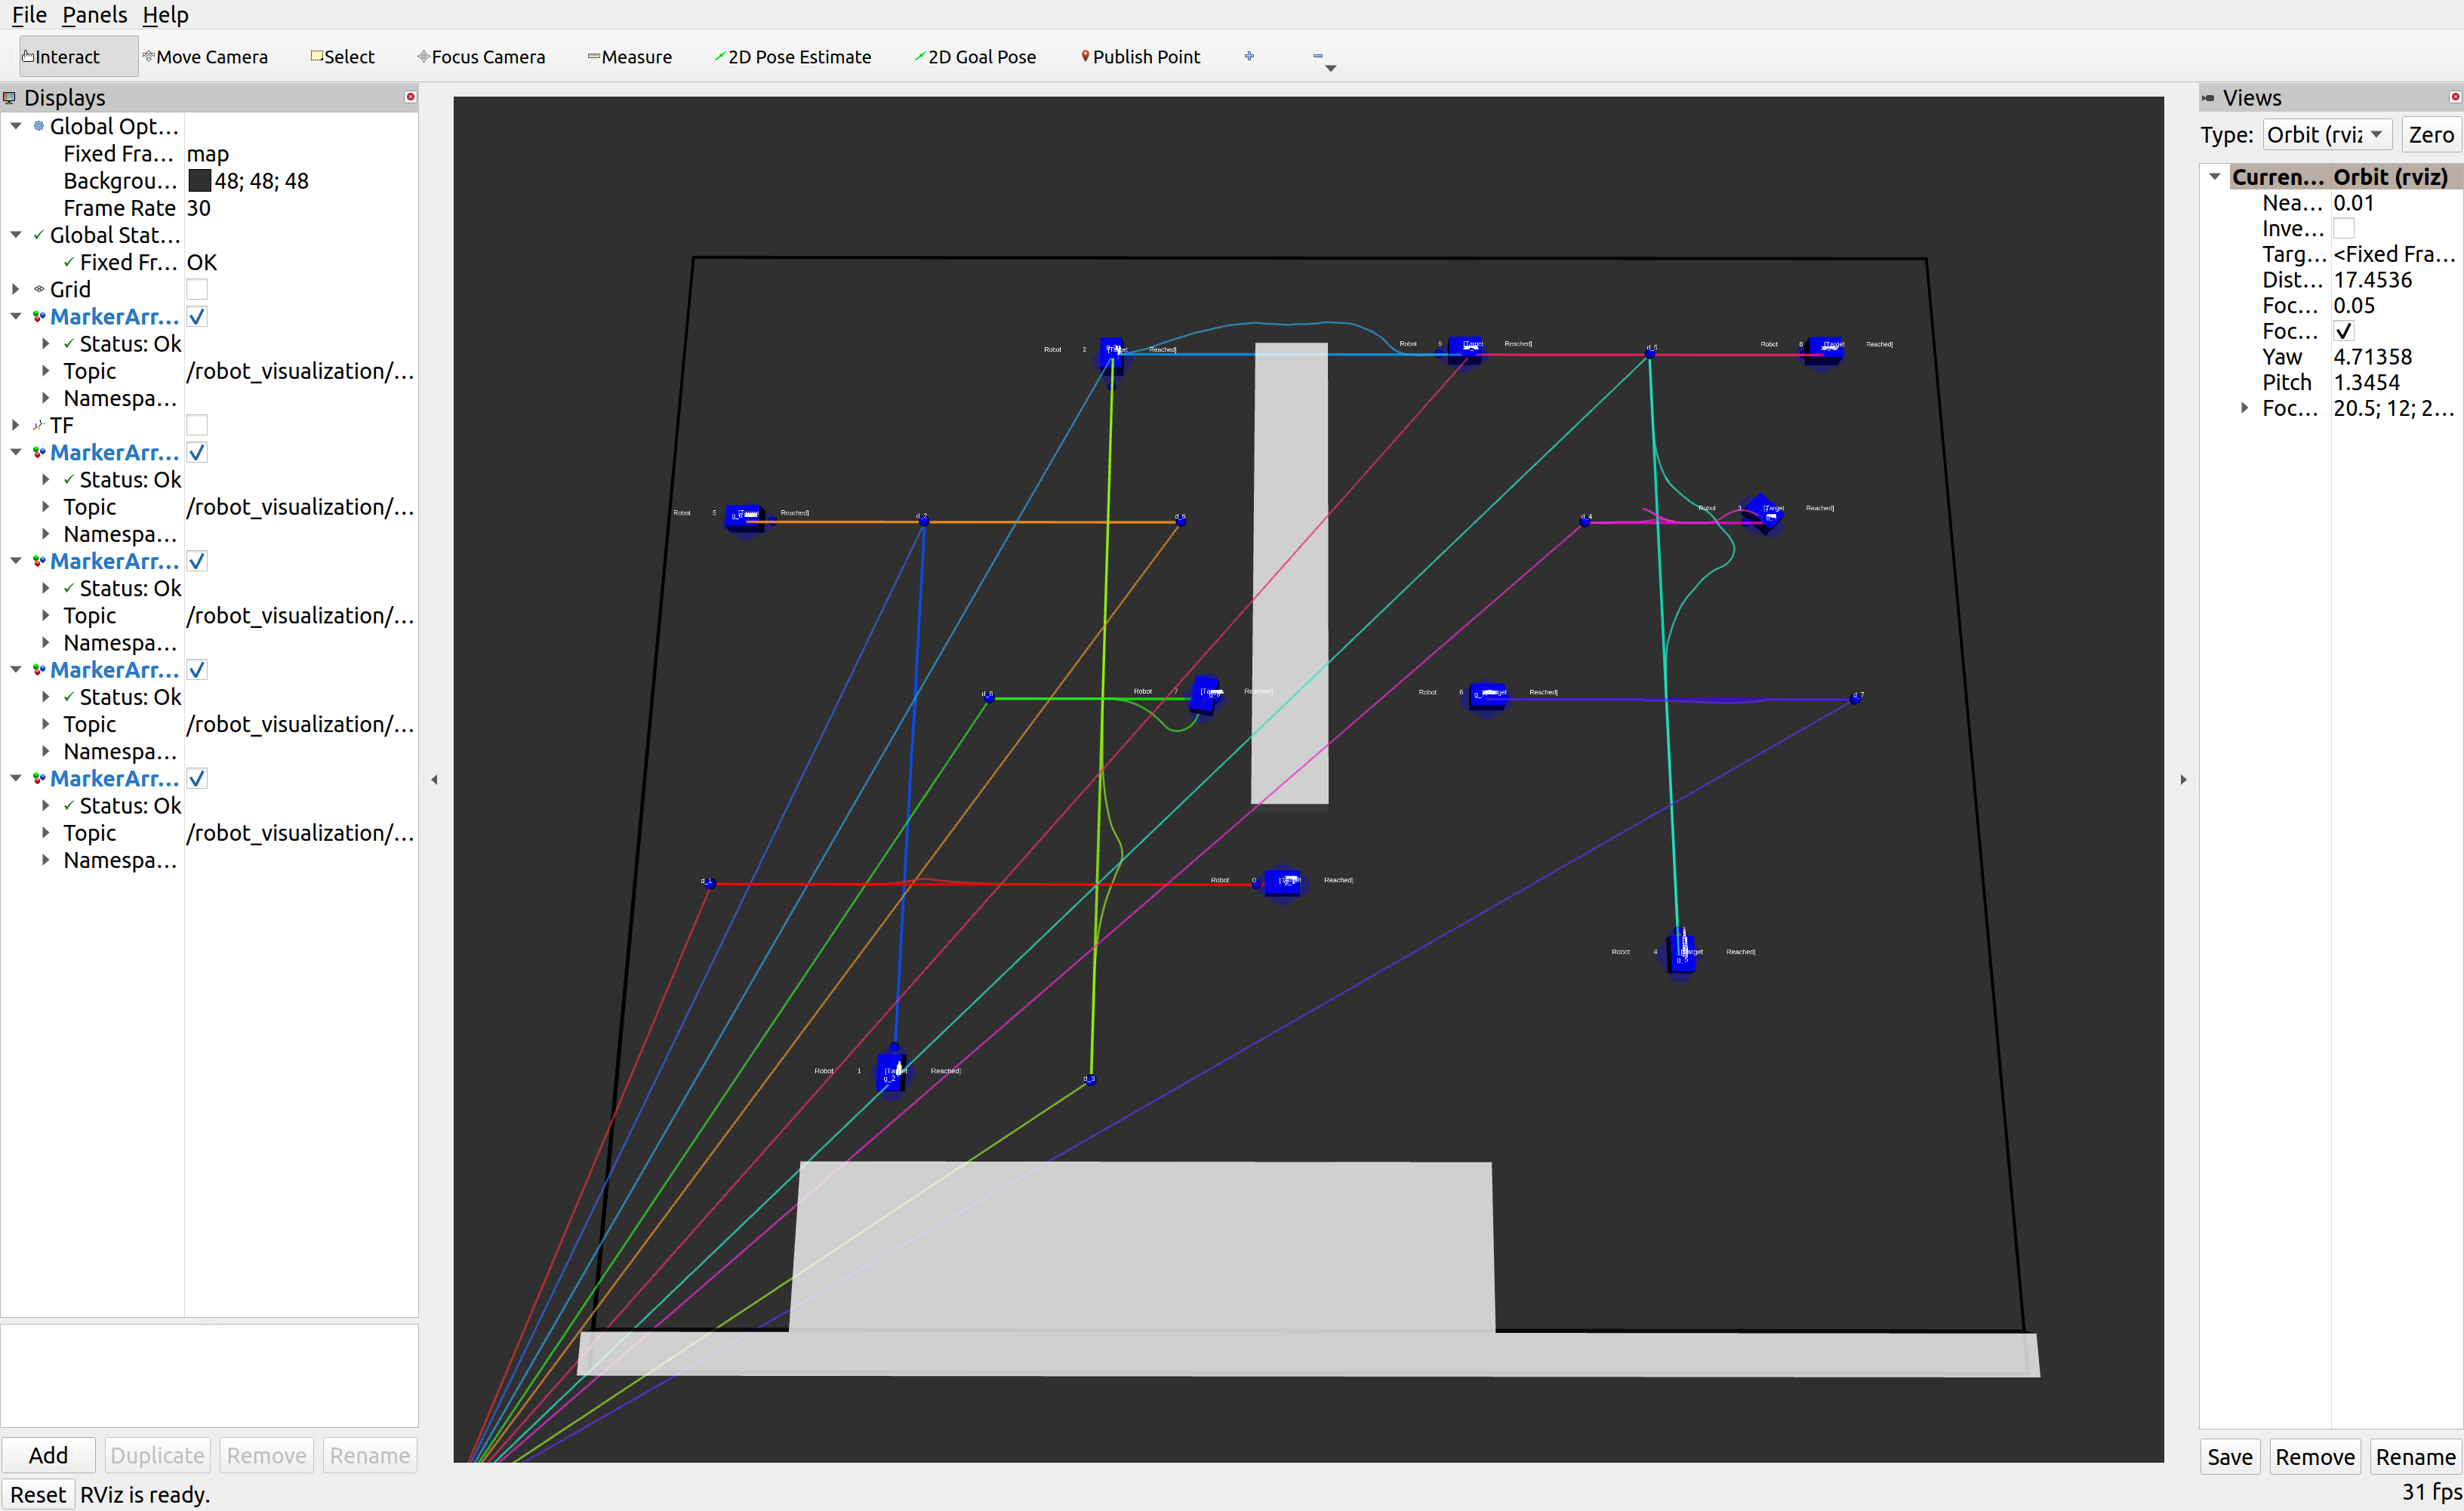 File Panels Help
Interact Move Camera Select Focus Camera Measure 2D Pose Estimate 2D Goal Pose Publish Point
Displays
Global Opt...
Fixed Fra... map
Backgrou... 48; 48; 48
Frame Rate 30
Global Stat...
Fixed Fr... OK
Grid
MarkerArr...
Status: Ok
Topic /robot_visualization/...
Namespa...
TF
MarkerArr...
Status: Ok
Topic /robot_visualization/...
Namespa...
MarkerArr...
Status: Ok
Topic /robot_visualization/...
Namespa...
MarkerArr...
Status: Ok
Topic /robot_visualization/...
Namespa...
MarkerArr...
Status: Ok
Topic /robot_visualization/...
Namespa...
Add Duplicate Remove Rename
Reset RViz is ready.
Robot 2 [Target Reached]
Robot 9 [Target Reached]
d_5
Robot 8 [Target Reached]
Robot 5 Reached]
d_2
d_6
d_4
Robot 3 [Target Reached]
d_8
Robot 7 [Target Reached]
Robot 6 Reached]
d_7
d_1
Robot 0 [Target Reached]
Robot 4 [Target Reached]
g_5
Robot 1 [Target Reached]
g_2
d_3
Views
Type: Orbit (rviz Zero
Curren... Orbit (rviz)
Nea... 0.01
Inve...
Targ... <Fixed Fra...
Dist... 17.4536
Foc... 0.05
Foc...
Yaw 4.71358
Pitch 1.3454
Foc... 20.5; 12; 2...
Save Remove Rename
31 fps